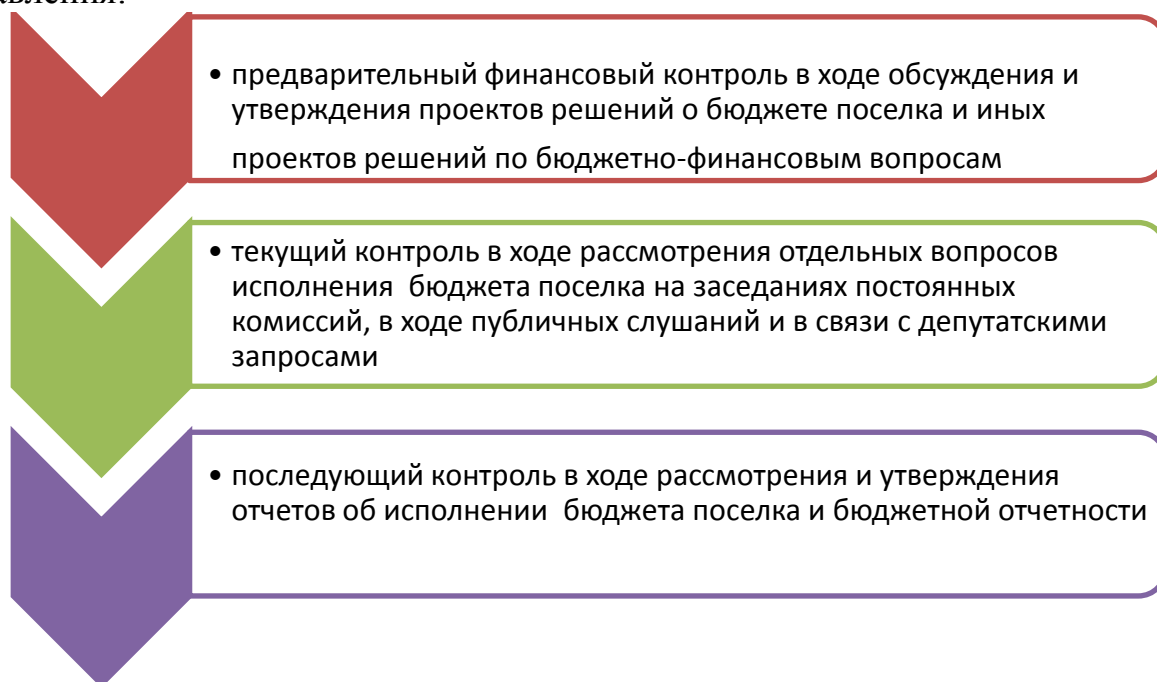 • предварительный финансовый контроль в ходе обсуждения и
утверждения проектов решений о бюджете поселка и иных
проектов решений по бюджетно-финансовым вопросам
• текущий контроль в ходе рассмотрения отдельных вопросов
исполнения бюджета поселка на заседаниях постоянных
комиссий, в ходе публичных слушаний и в связи с депутатскими
запросами
• последующий контроль в ходе рассмотрения и утверждения
отчетов об исполнении бюджета поселка и бюджетной отчетности